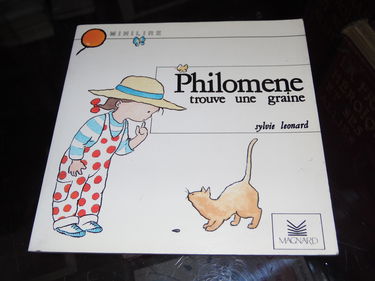 MINILIRE
Philomene
trouve une graine
sylvie leonard
MAGNARD